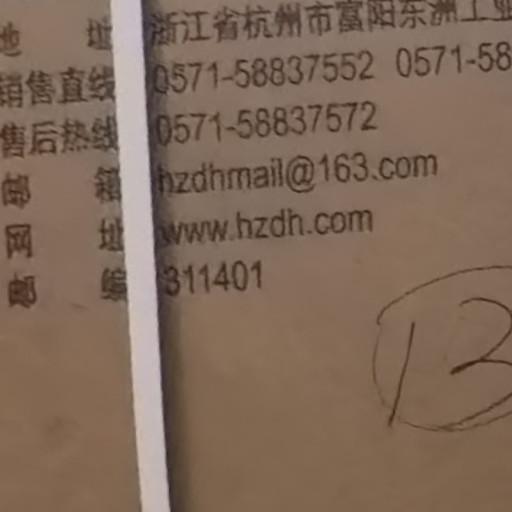 地 址 浙江省杭州市富阳东洲工业
销售直线 0571-58837552 0571-58
售后热线 0571-58837572
邮 箱 hzdhmail@163.com
网 址 www.hzdh.com
邮 编 311401
13